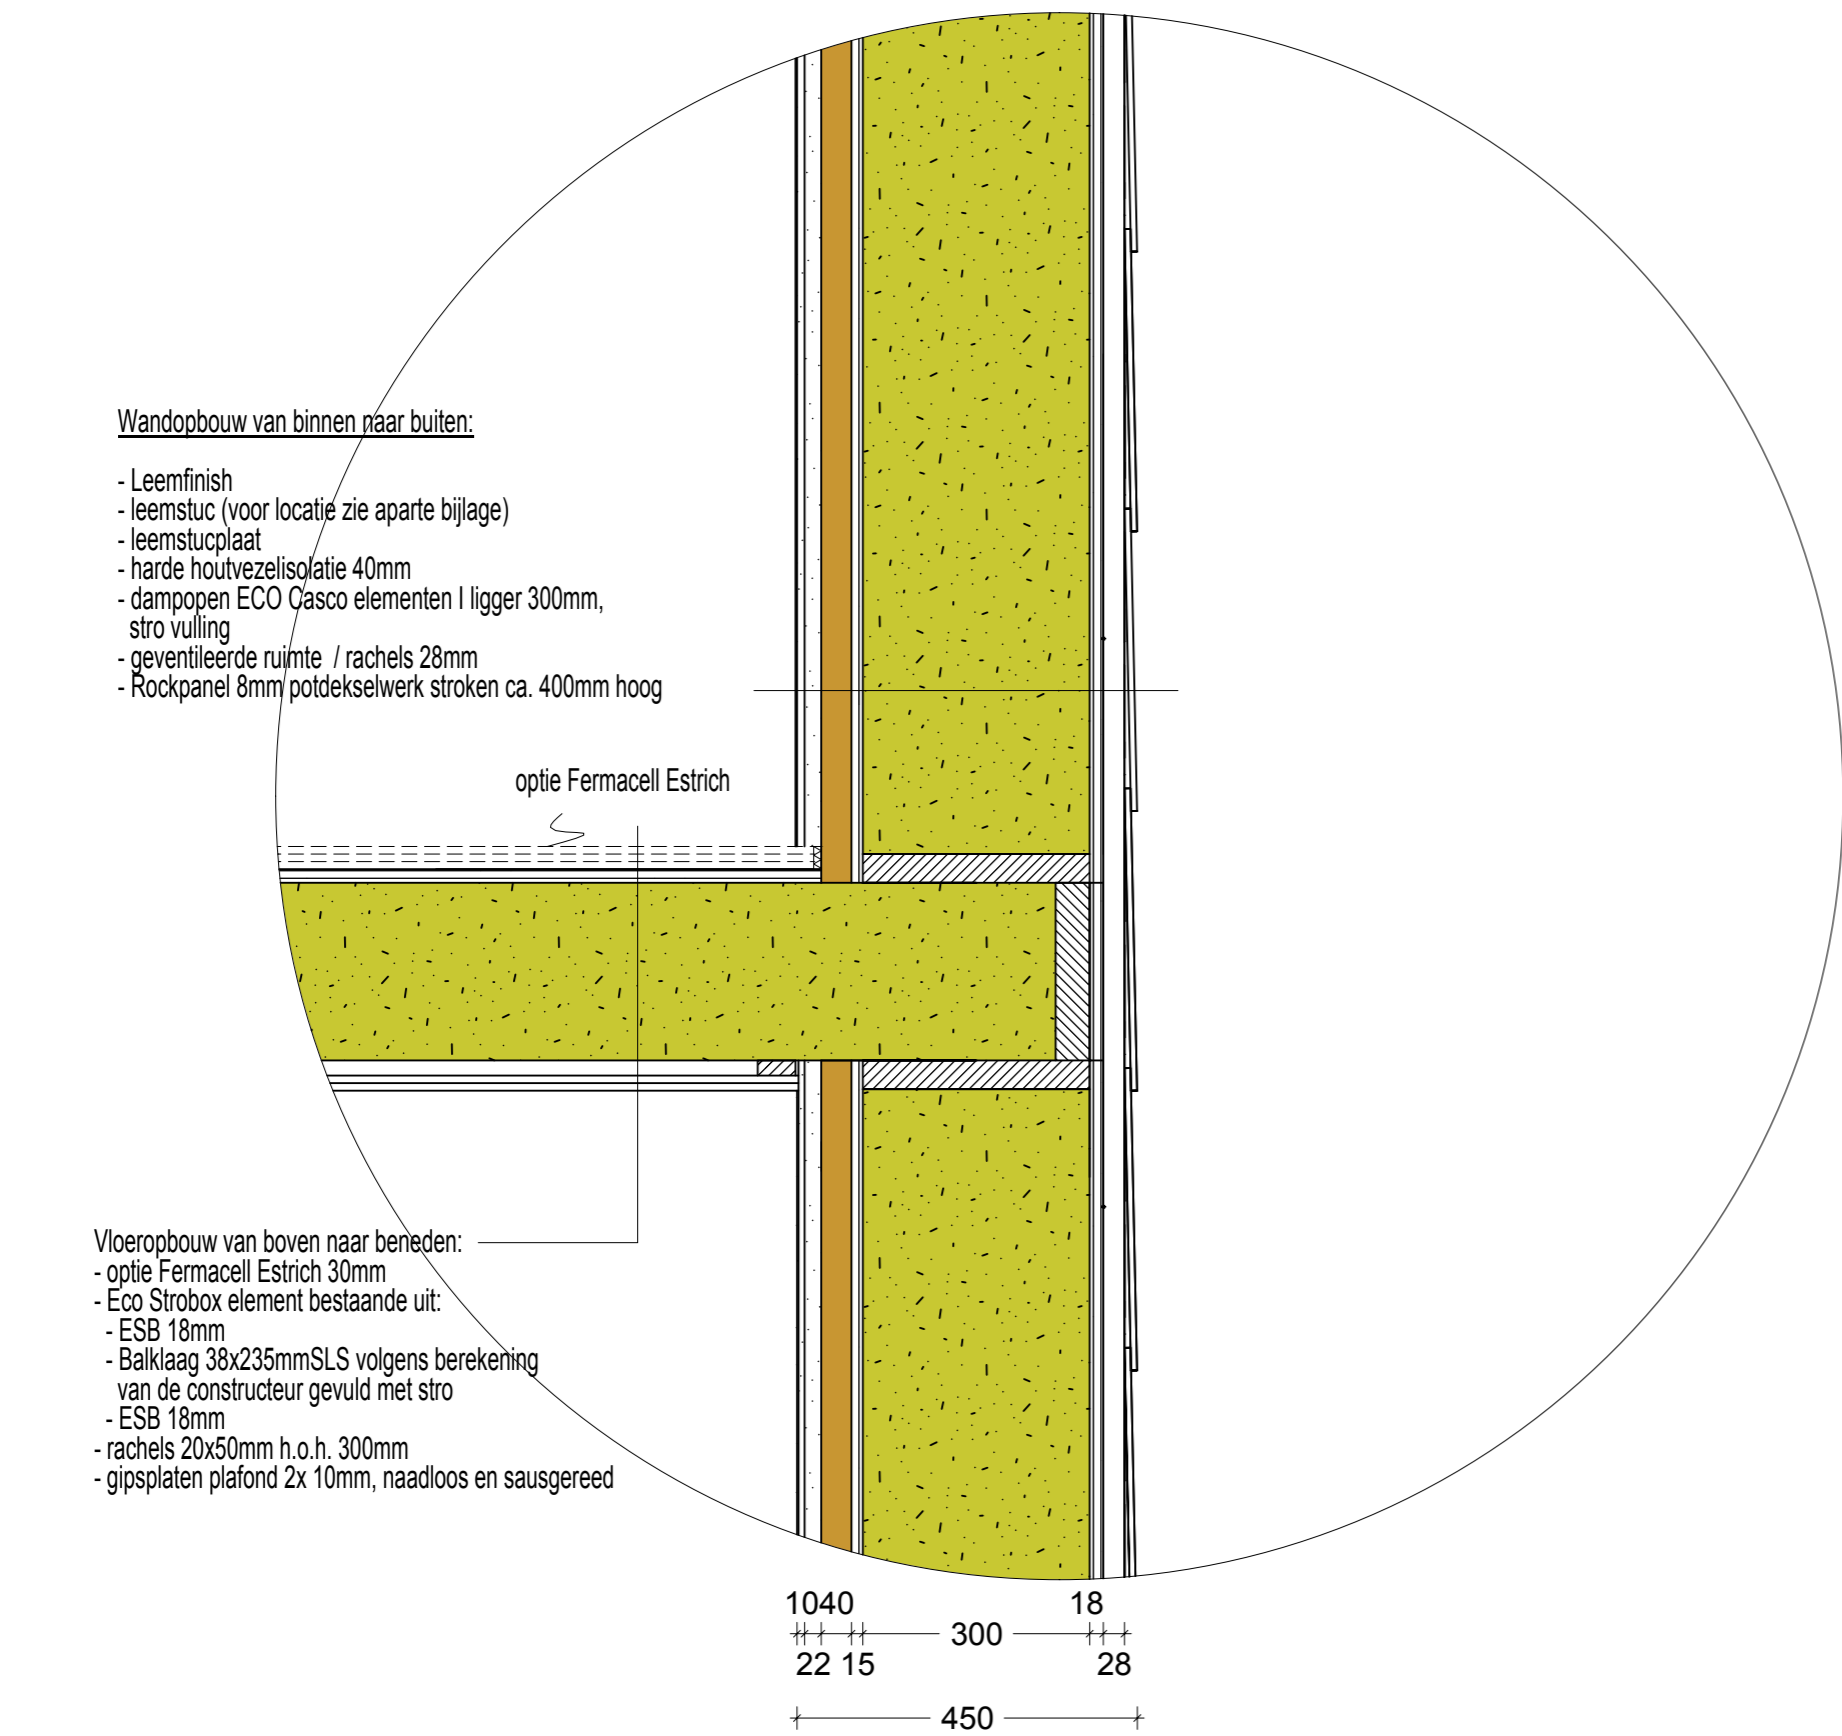 Wandopbouw van binnen naar buiten:
- Leemfinish
- leemstuc (voor locatie zie aparte bijlage)
- leemstucplaat
- harde houtvezelisolatie 40mm
- dampopen ECO Casco elementen I ligger 300mm,
stro vulling
- geventileerde ruimte / rachels 28mm
- Rockpanel 8mm potdekselwerk stroken ca. 400mm hoog
optie Fermacell Estrich
Vloeropbouw van boven naar beneden:
- optie Fermacell Estrich 30mm
- Eco Strobox element bestaande uit:
- ESB 18mm
- Balklaag 38x235mmSLS volgens berekening
van de constructeur gevuld met stro
- ESB 18mm
- rachels 20x50mm h.o.h. 300mm
- gipsplaten plafond 2x 10mm, naadloos en sausgereed
1040 18
300
22 15 28
450